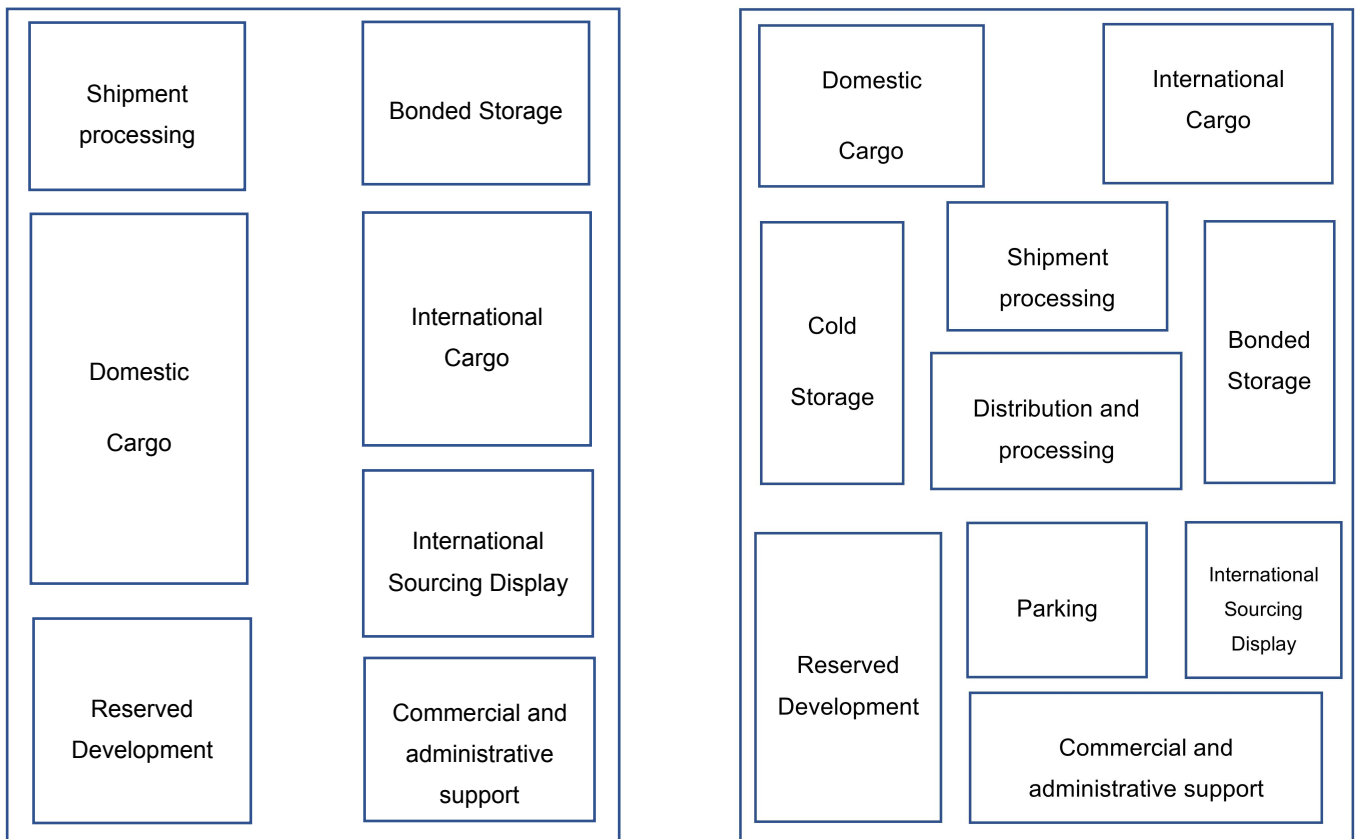 Shipment
processing
Bonded Storage
Domestic
Cargo
International
Cargo
International
Sourcing Display
Reserved
Development
Commercial and
administrative
support
Domestic
Cargo
International
Cargo
Shipment
processing
Cold
Storage
Bonded
Storage
Distribution and
processing
Reserved
Development
Parking
International
Sourcing
Display
Commercial and
administrative support